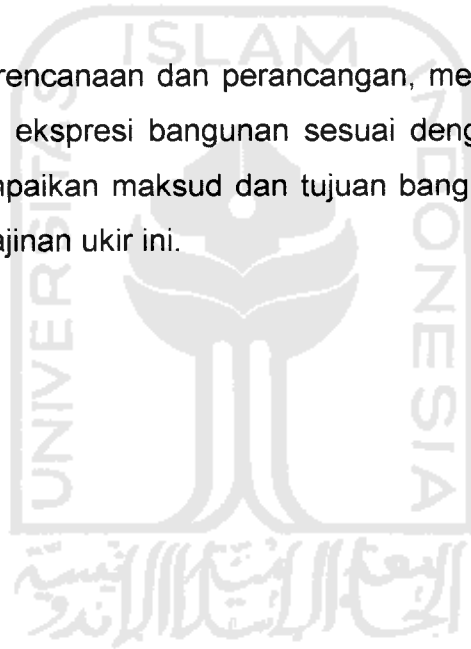 ISLAM
rencanaan dan perancangan, me
ekspresi bangunan sesuai deng
paikan maksud dan tujuan bang
ajinan ukir ini.
UNIVERSITAS
INDONESIA